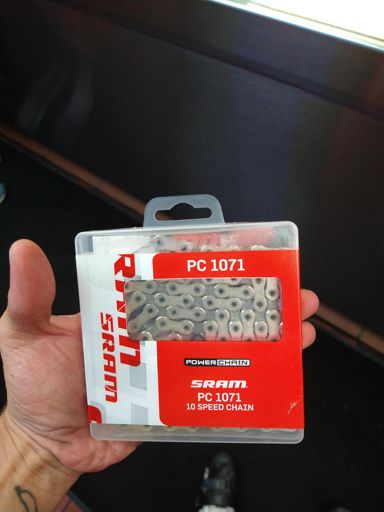 PC 1071
SRAM
POWERCHAIN
SRAM
PC 1071
10 SPEED CHAIN